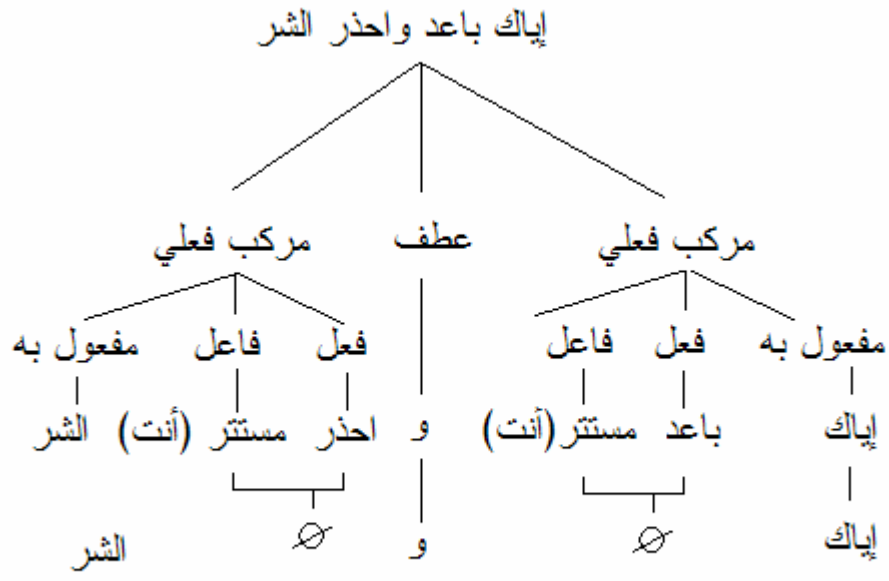 إياك باعد واحذر الشر
مركب فعلي عطف مركب فعلي
مفعول به فعل فاعل فعل فاعل مفعول به
إياك باعد مستتر (أنت) و احذر مستتر (أنت) الشر
إياك ∅ و ∅ الشر